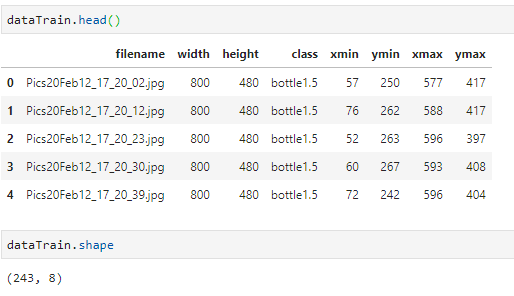 dataTrain.head()
filename width height class xmin ymin xmax ymax
0 Pics20Feb12_17_20_02.jpg 800 480 bottle1.5 57 250 577 417
1 Pics20Feb12_17_20_12.jpg 800 480 bottle1.5 76 262 588 417
2 Pics20Feb12_17_20_23.jpg 800 480 bottle1.5 52 263 596 397
3 Pics20Feb12_17_20_30.jpg 800 480 bottle1.5 60 267 593 408
4 Pics20Feb12_17_20_39.jpg 800 480 bottle1.5 72 242 596 404
dataTrain.shape
(243, 8)